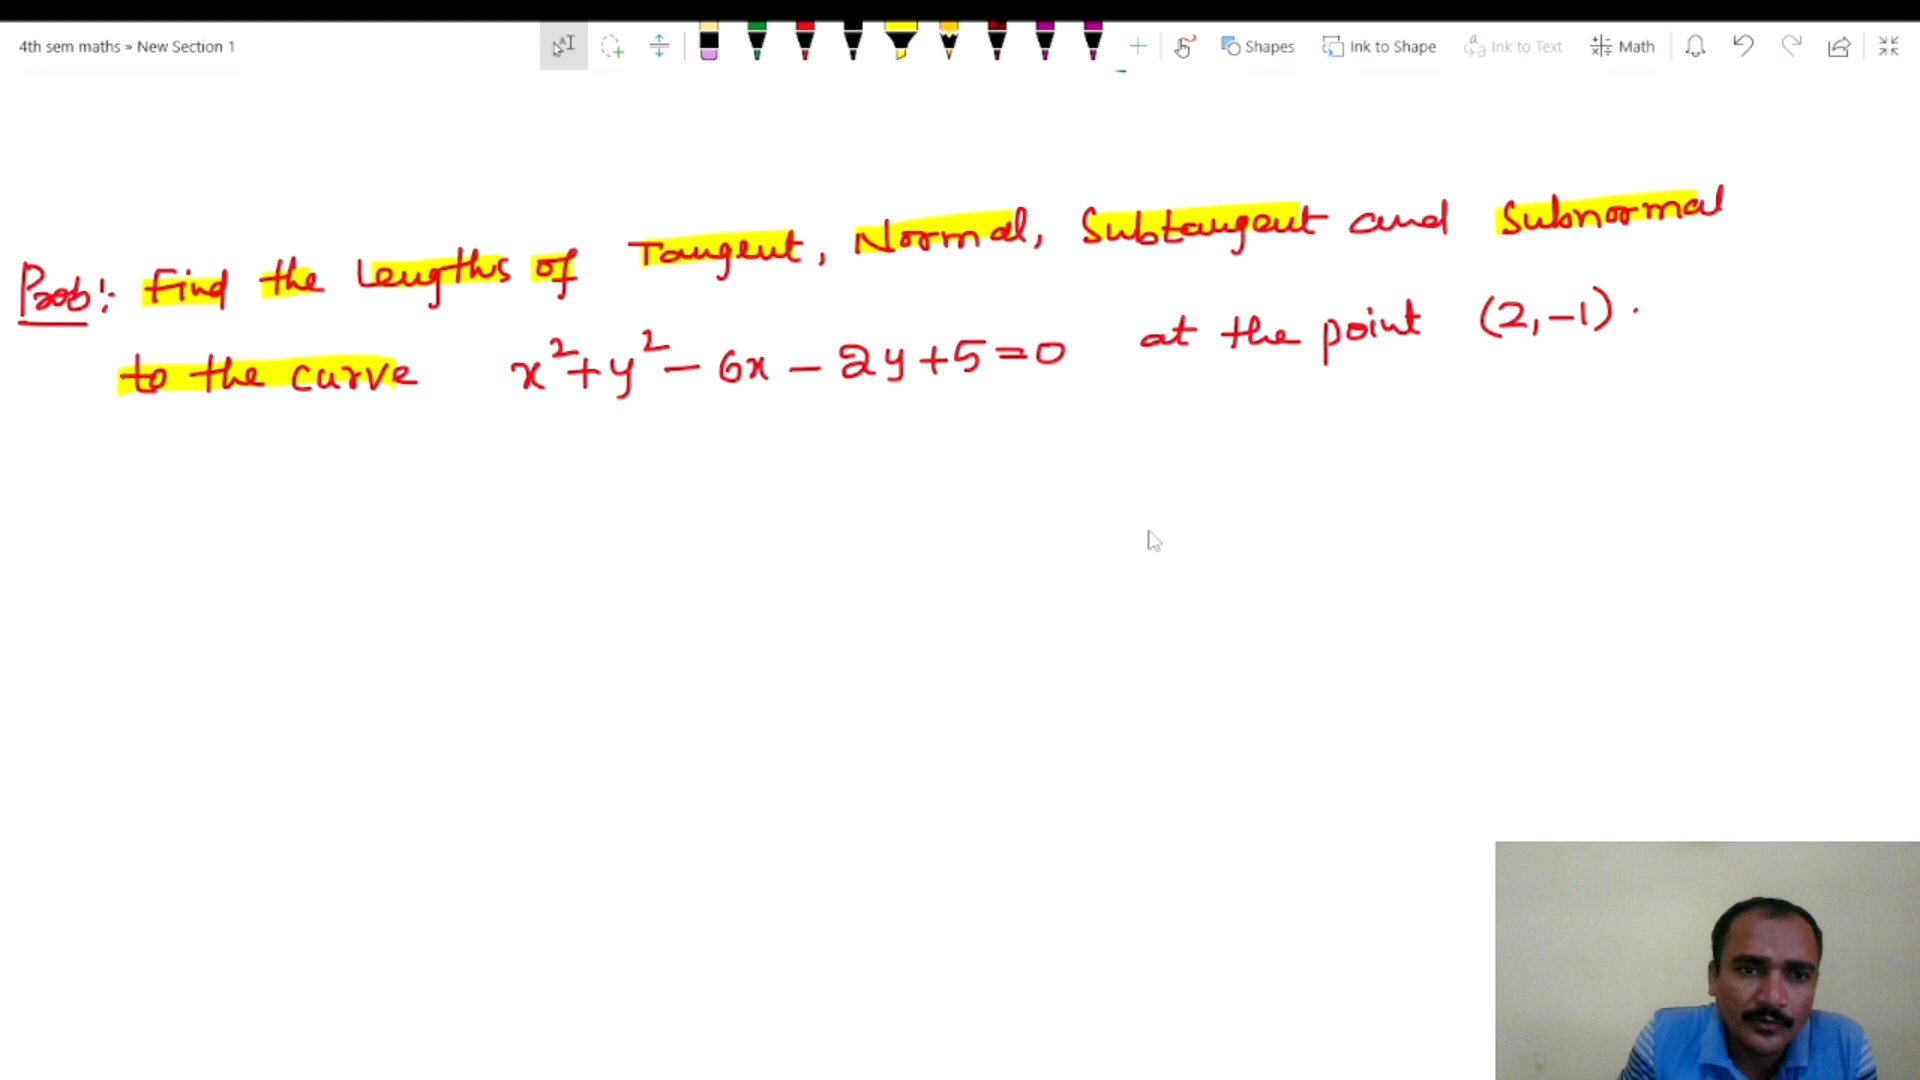 4th sem maths » New Section 1
Shapes
Ink to Shape
Ink to Text
Math
Prob:- Find the Lengths of Tangent, Normal, Subtangent and Subnormal
to the curve x²+y²-6x-2y+5=0 at the point (2,-1).